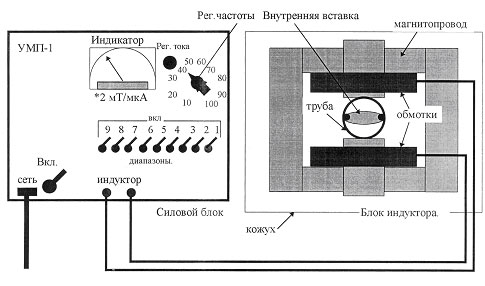 Рег.частоты
Внутренняя вставка
магнитопровод
УМП-1
Индикатор
Рег. тока
10
20
30
40
50
60
70
80
90
100
*2 мТ/мкА
вкл
9 8 7 6 5 4 3 2 1
диапазоны.
труба
обмотки
Вкл.
сеть
индуктор
Силовой блок
Блок индуктора
кожух